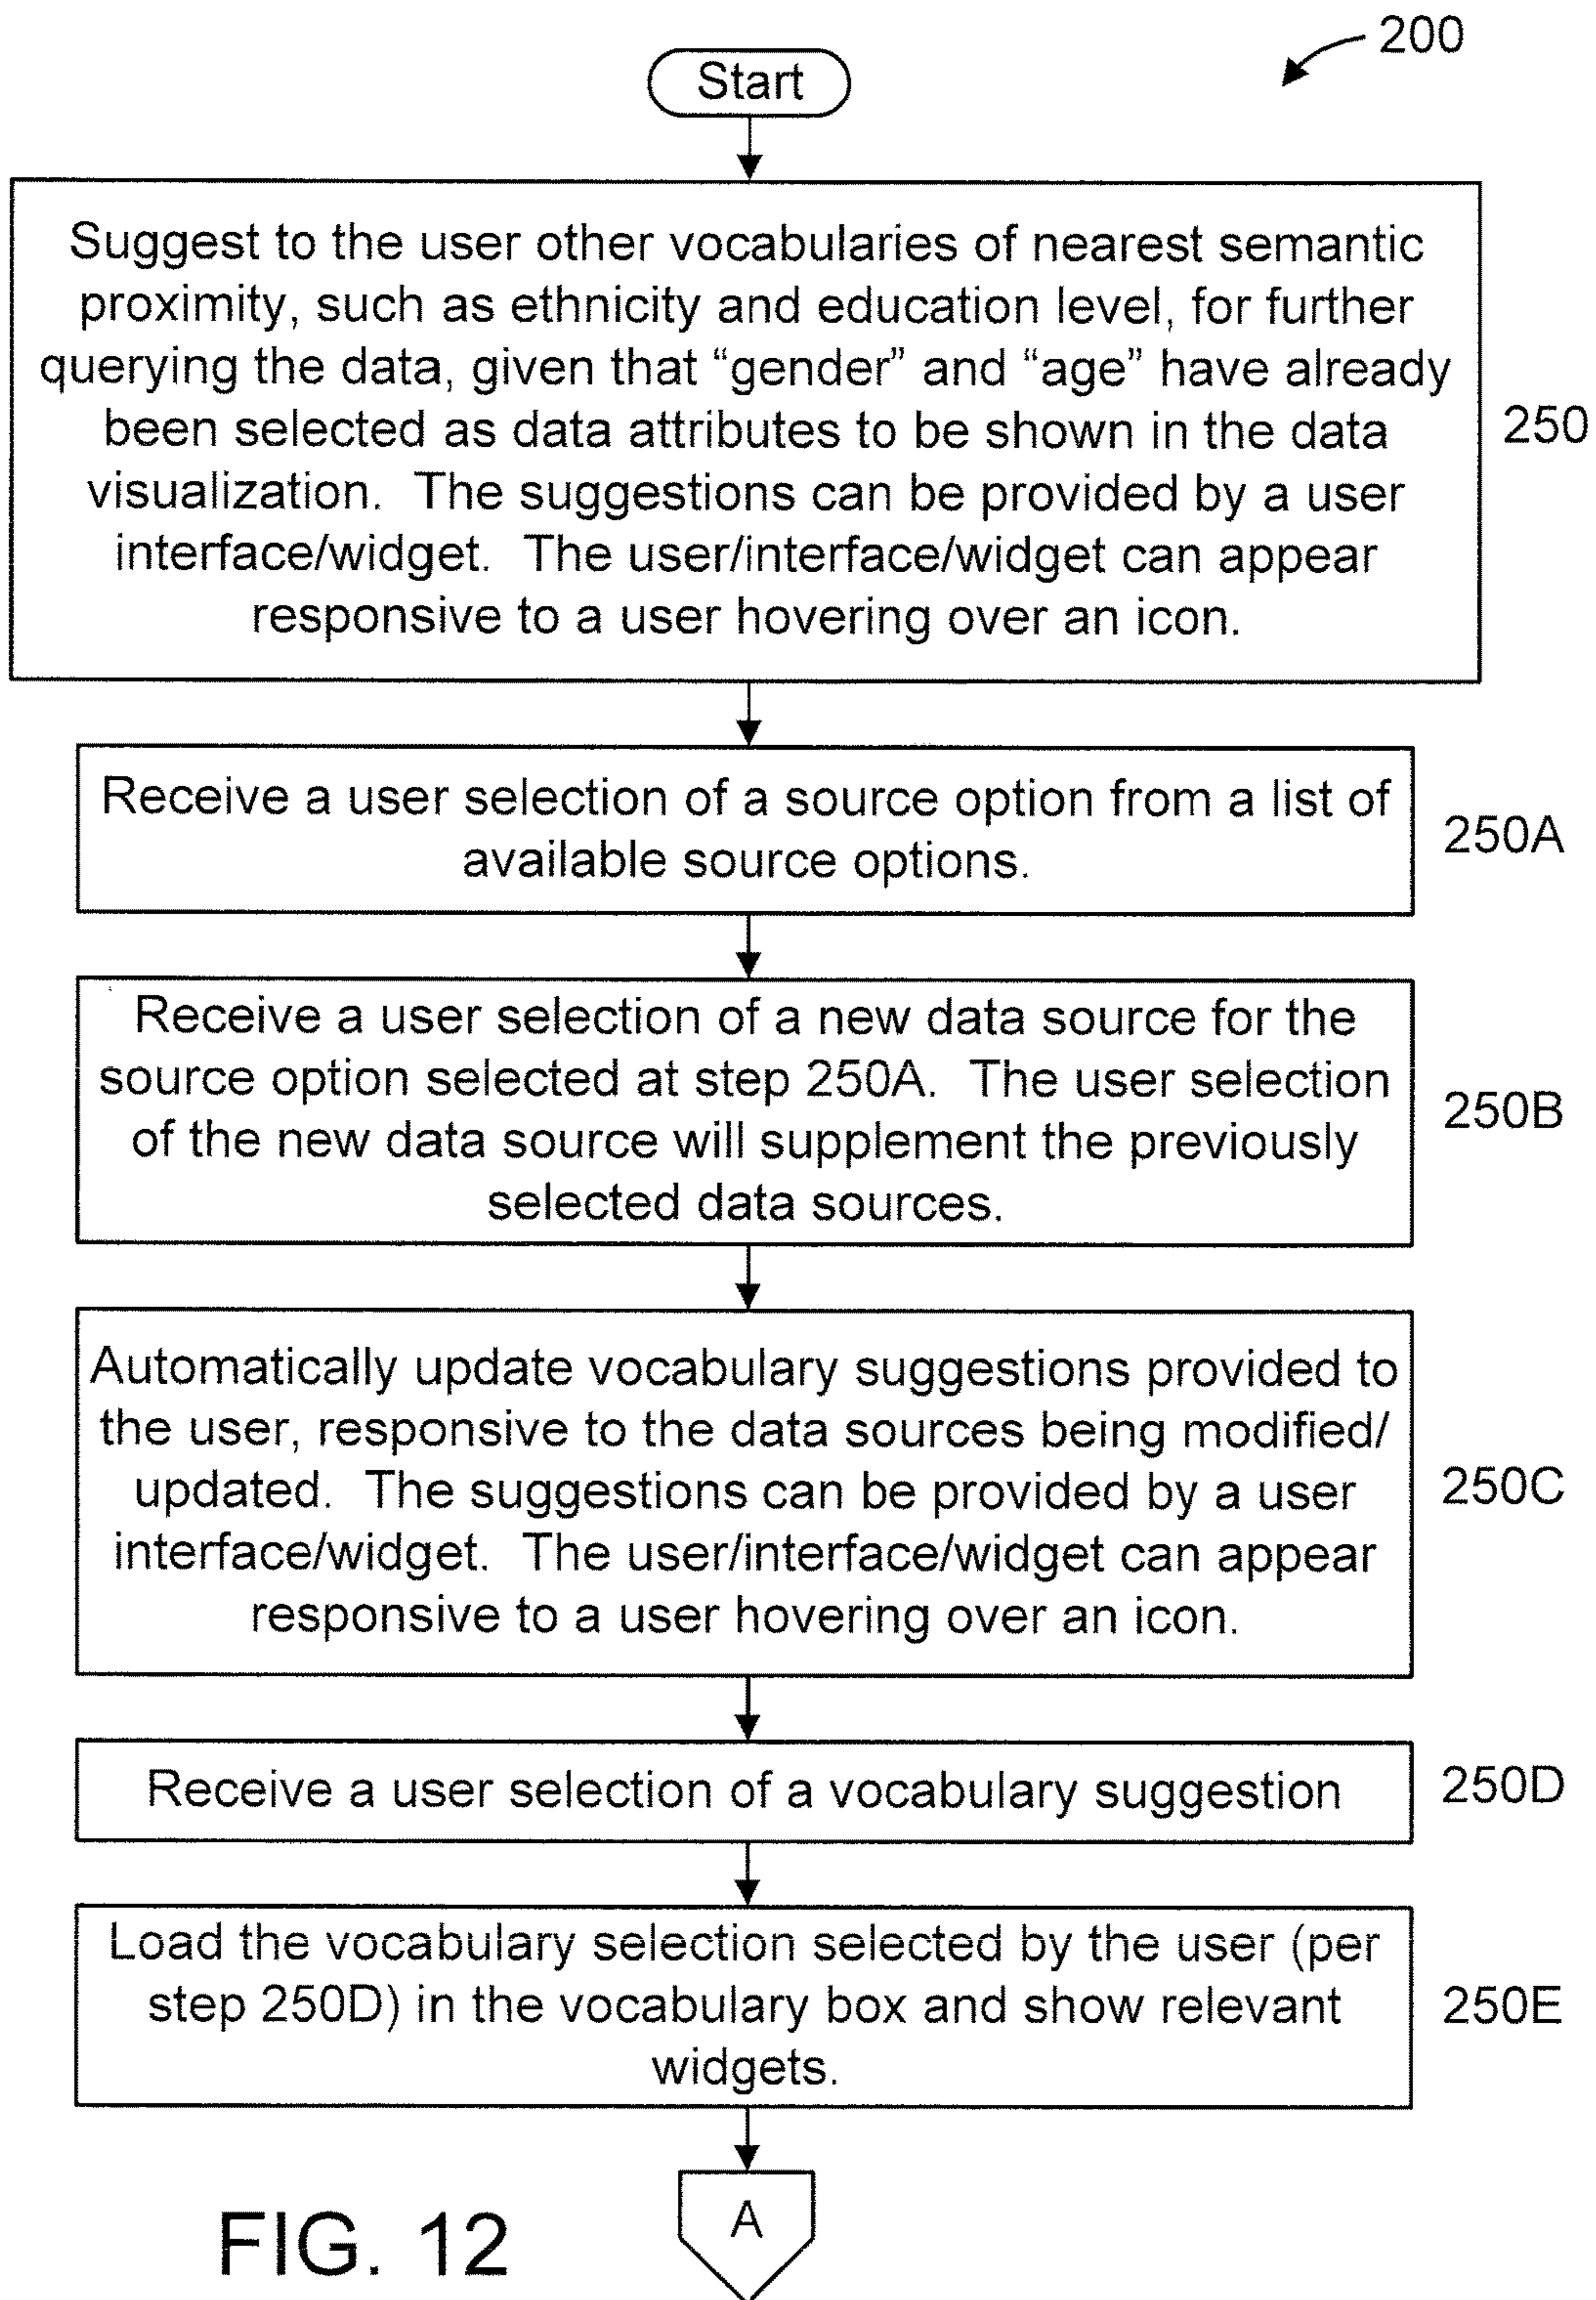 200
Start
Suggest to the user other vocabularies of nearest semantic
proximity, such as ethnicity and education level, for further
querying the data, given that “gender” and “age” have already
been selected as data attributes to be shown in the data
visualization. The suggestions can be provided by a user
interface/widget. The user/interface/widget can appear
responsive to a user hovering over an icon.
250
Receive a user selection of a source option from a list of
available source options.
250A
Receive a user selection of a new data source for the
source option selected at step 250A. The user selection
of the new data source will supplement the previously
selected data sources.
250B
Automatically update vocabulary suggestions provided to
the user, responsive to the data sources being modified/
updated. The suggestions can be provided by a user
interface/widget. The user/interface/widget can appear
responsive to a user hovering over an icon.
250C
Receive a user selection of a vocabulary suggestion
250D
Load the vocabulary selection selected by the user (per
step 250D) in the vocabulary box and show relevant
widgets.
250E
A
FIG. 12